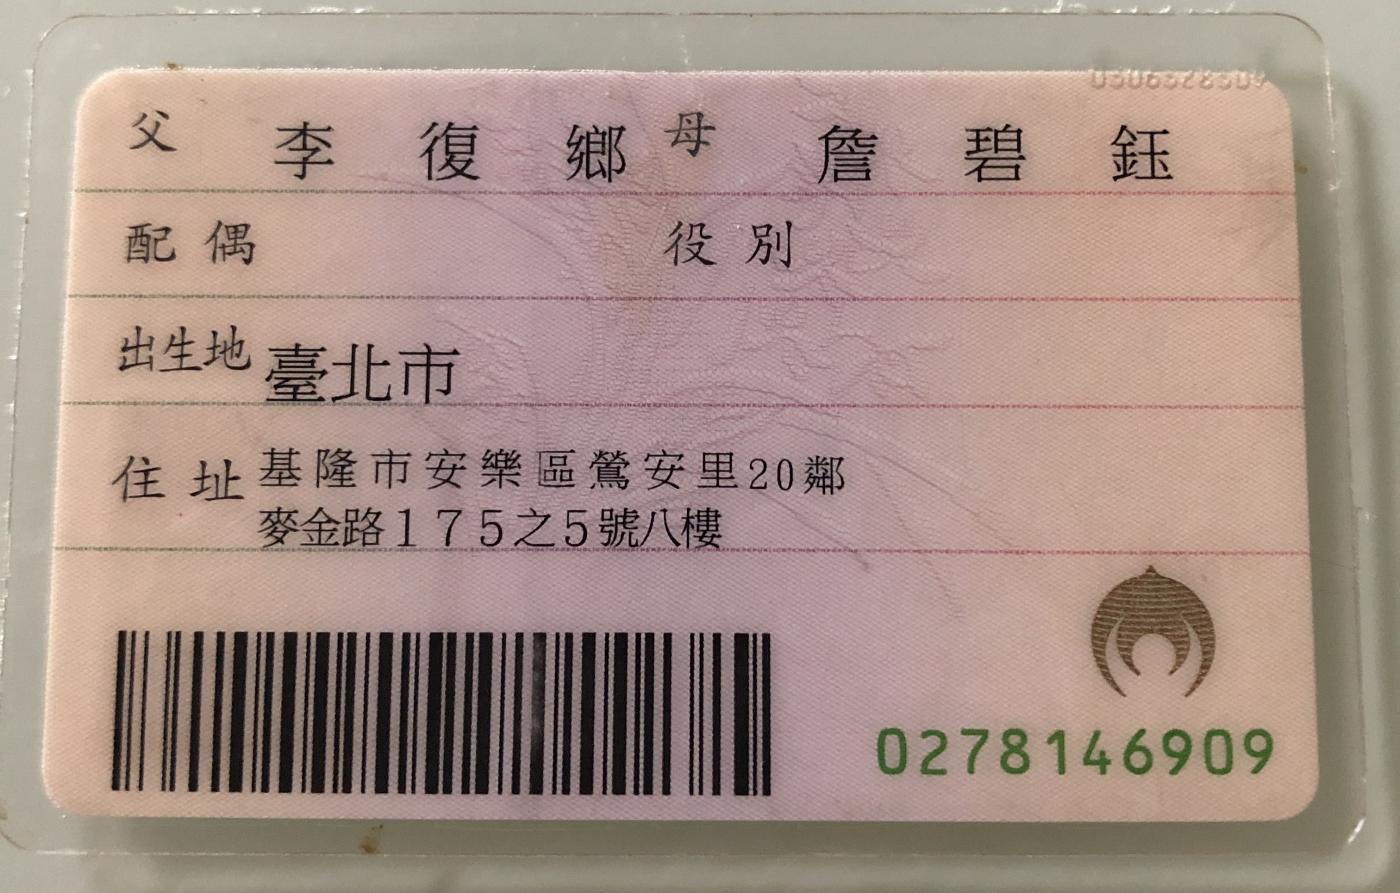 父 李復鄉 母 詹碧鈺
配偶 役別
出生地 臺北市
住址 基隆市安樂區鶯安里20鄰
麥金路175之5號八樓
0278146909